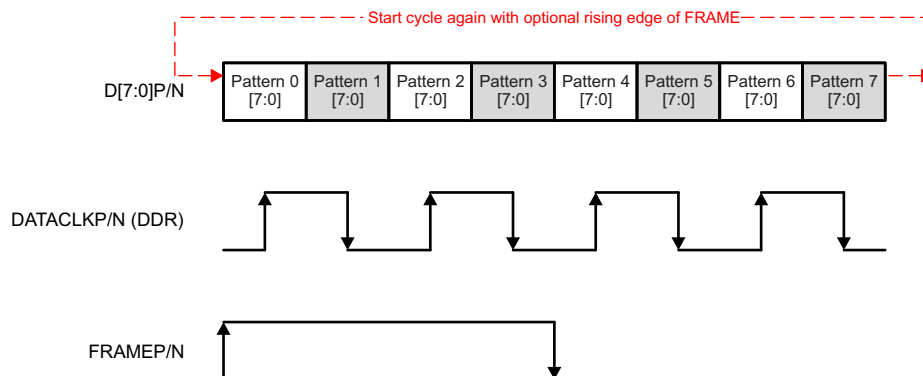 Start cycle again with optional rising edge of FRAME
D[7:0]P/N
Pattern 0 Pattern 1 Pattern 2 Pattern 3 Pattern 4 Pattern 5 Pattern 6 Pattern 7
[7:0] [7:0] [7:0] [7:0] [7:0] [7:0] [7:0] [7:0]
DATACLKP/N (DDR)
FRAMEP/N